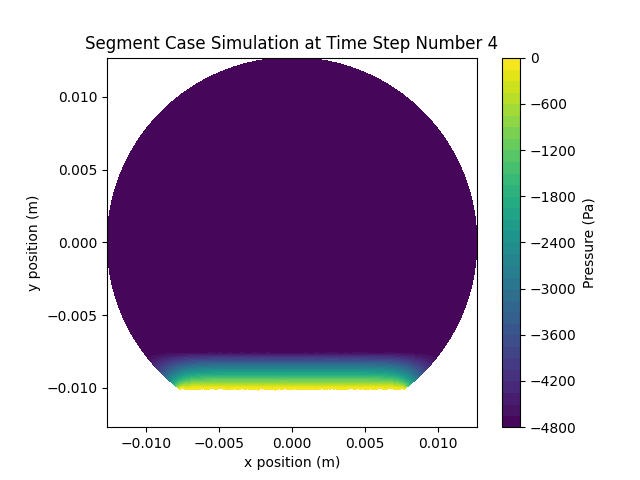 Segment Case Simulation at Time Step Number 4
y position (m)
0.010
0.005
0.000
−0.005
−0.010
−0.010 −0.005 0.000 0.005 0.010
x position (m)
0
−600
−1200
−1800
−2400
−3000
−3600
−4200
−4800
Pressure (Pa)